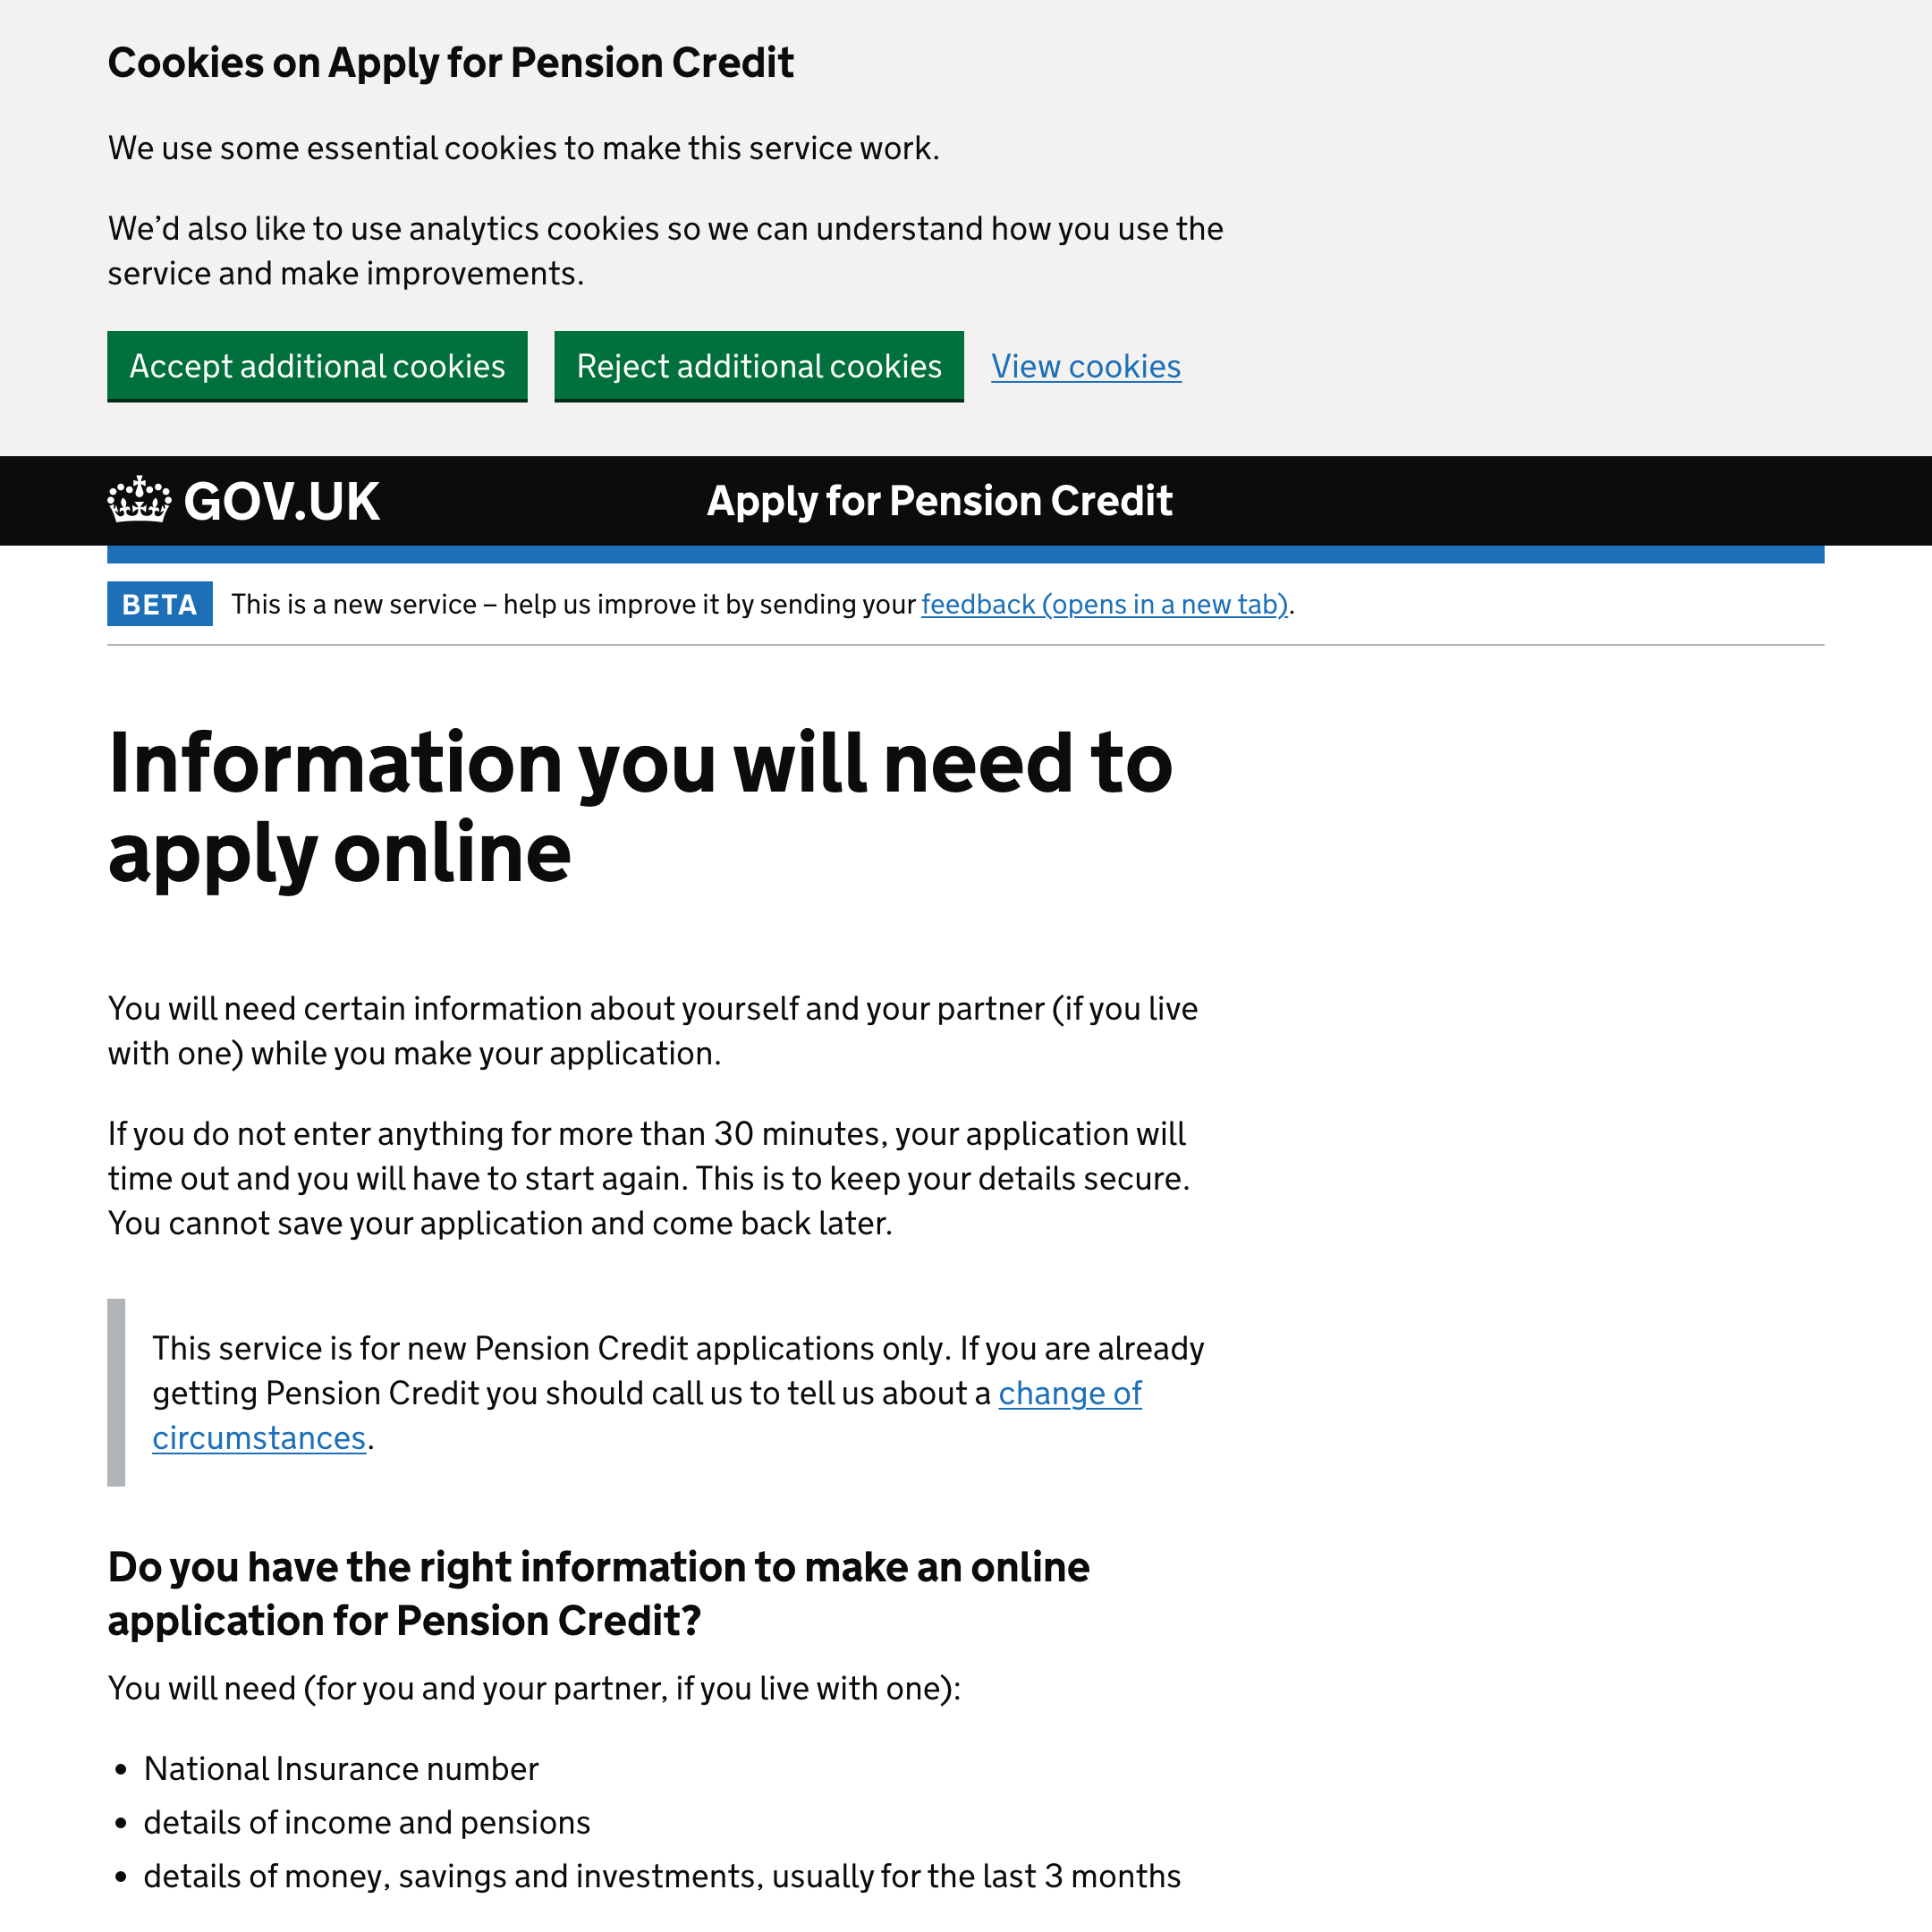 Cookies on Apply for Pension Credit
We use some essential cookies to make this service work.
We’d also like to use analytics cookies so we can understand how you use the
service and make improvements.
Accept additional cookies Reject additional cookies View cookies
GOV.UK Apply for Pension Credit
BETA This is a new service – help us improve it by sending your feedback (opens in a new tab).
Information you will need to
apply online
You will need certain information about yourself and your partner (if you live
with one) while you make your application.
If you do not enter anything for more than 30 minutes, your application will
time out and you will have to start again. This is to keep your details secure.
You cannot save your application and come back later.
This service is for new Pension Credit applications only. If you are already
getting Pension Credit you should call us to tell us about a change of
circumstances.
Do you have the right information to make an online
application for Pension Credit?
You will need (for you and your partner, if you live with one):
• National Insurance number
• details of income and pensions
• details of money, savings and investments, usually for the last 3 months